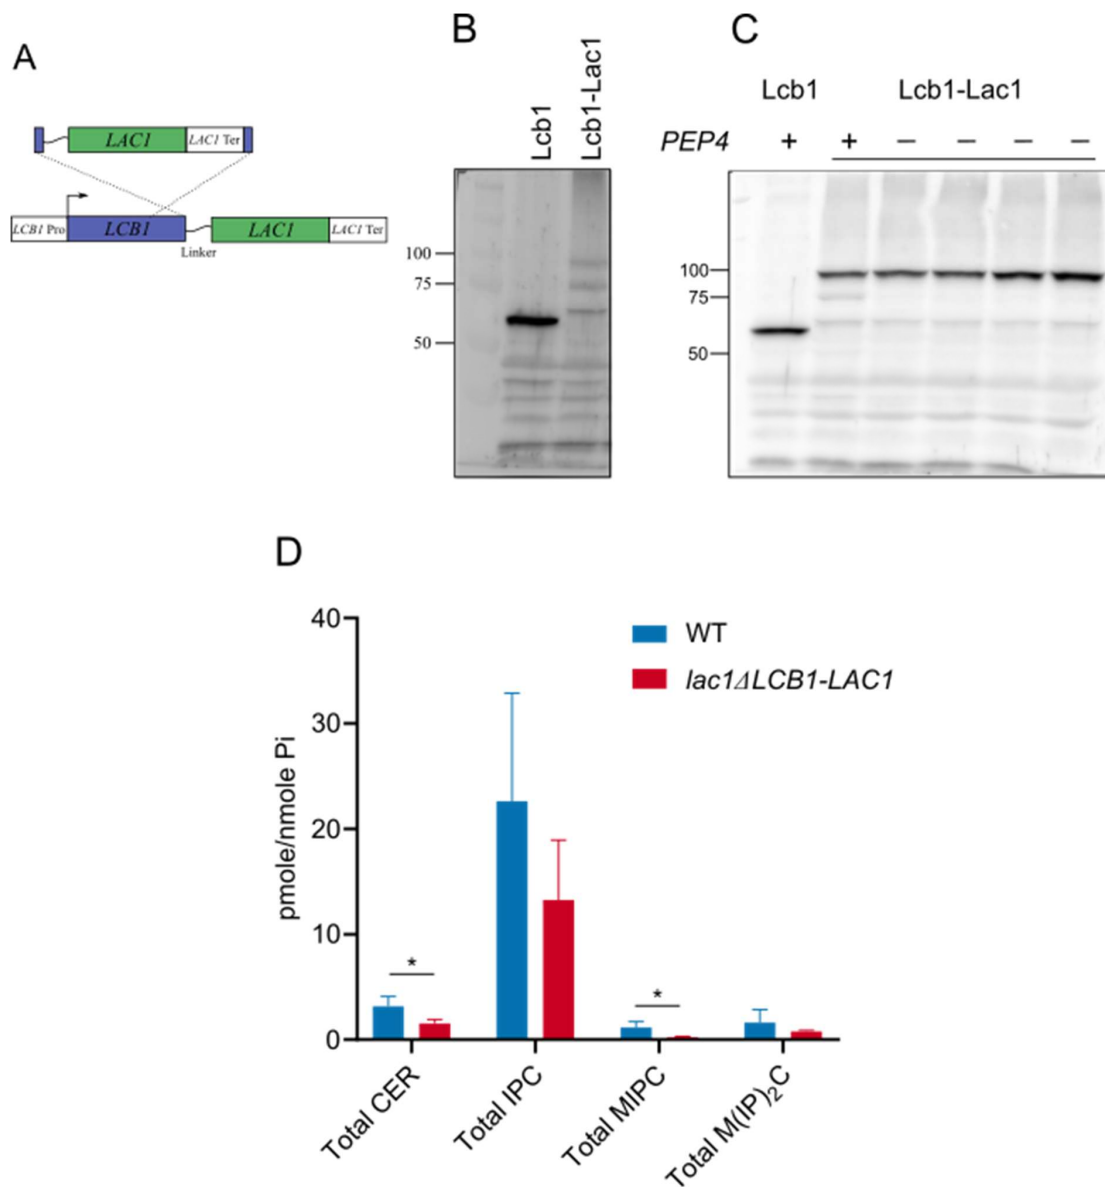 A
LAC1 LAC1 Ter
LCB1 Pro LCB1 LAC1 LAC1 Ter
Linker
B
Lcb1
Lcb1-Lac1
100
75
50
C
Lcb1 Lcb1-Lac1
PEP4 + + − − − −
100
75
50
D
pmole/nmole Pi
40
30
20
10
0
WT
lac1ΔLCB1-LAC1
* *
Total CER
Total IPC
Total MIPC
Total M(IP)₂C